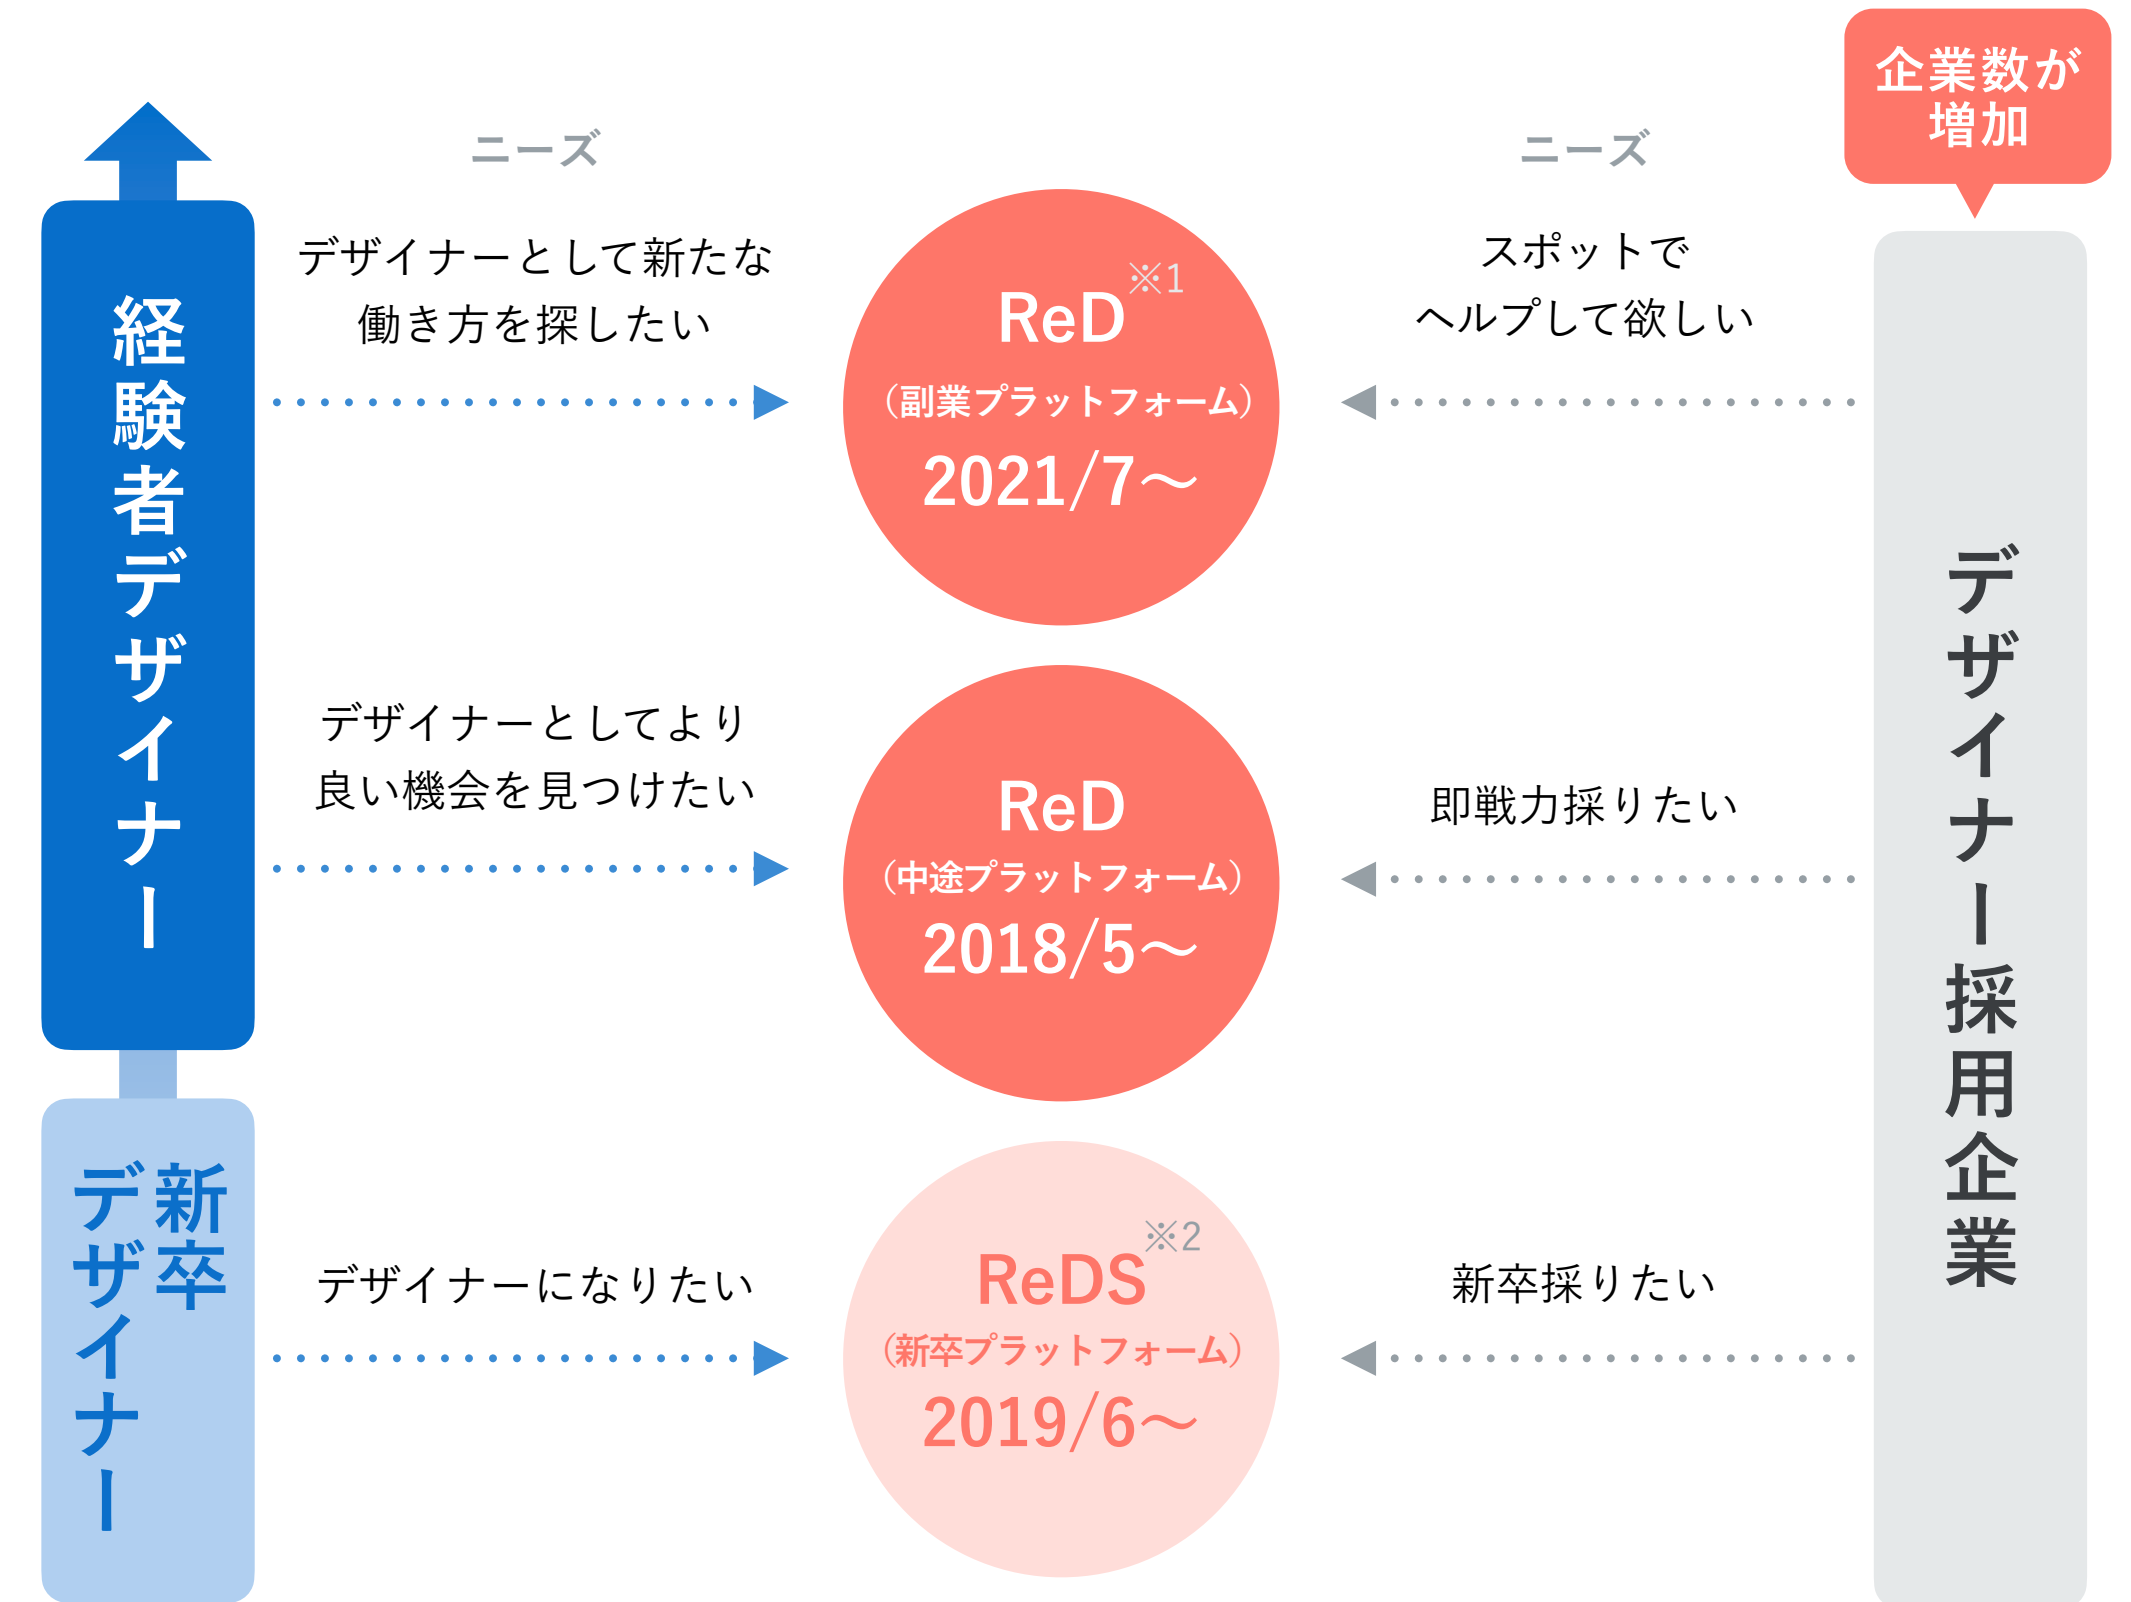 企業数が
増加
ニーズ
ニーズ
経験者デザイナー
デザイナーとして新たな
働き方を探したい
ReD※1
（副業プラットフォーム）
2021/7〜
スポットで
ヘルプして欲しい
デザイナーとしてより
良い機会を見つけたい
ReD
（中途プラットフォーム）
2018/5〜
即戦力採りたい
新卒
デザイナー
デザイナーになりたい
ReDS※2
（新卒プラットフォーム）
2019/6〜
新卒採りたい
デザイナー採用企業